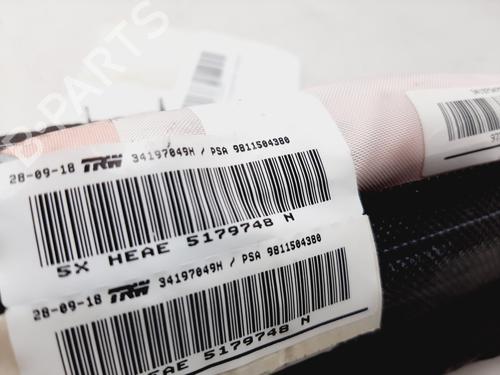 B-PARTS
28-09-18 TRW 34197049H / PSA 9811504380
5X HEAE 5179748 N
28-09-18 TRW 34197049H / PSA 9811504380
HEAE 5179748 N